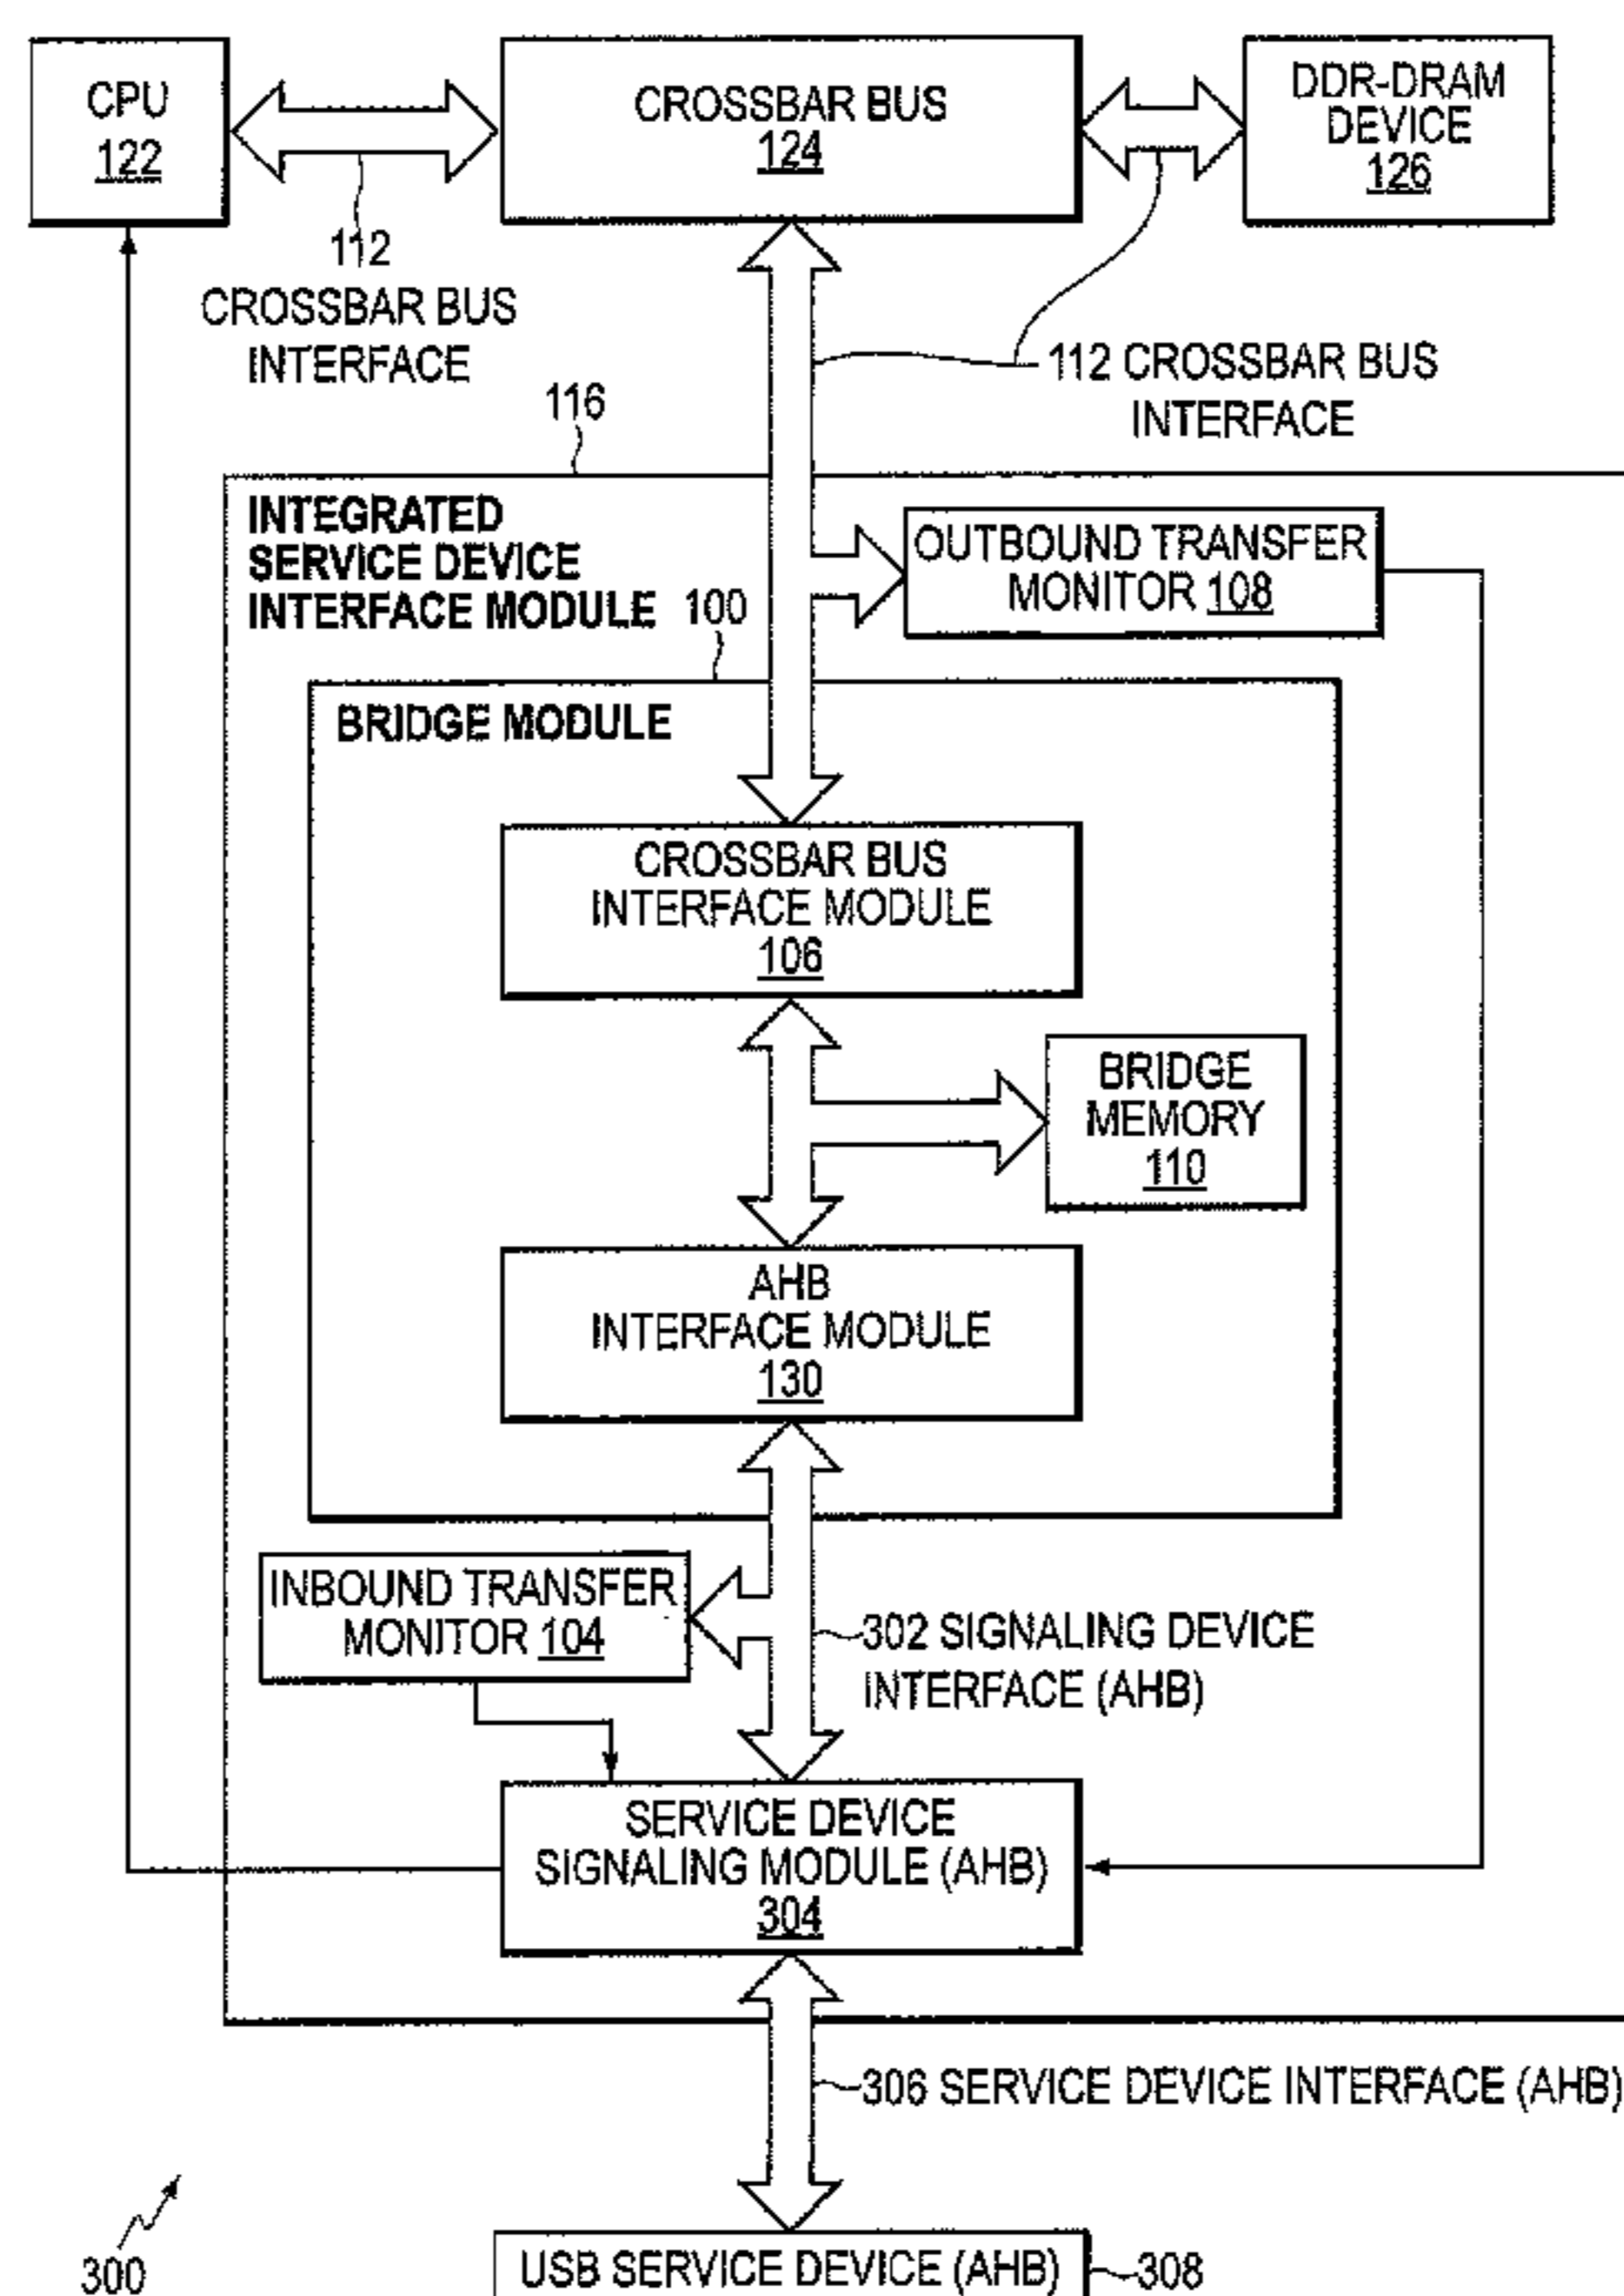 CPU
122
CROSSBAR BUS
124
DDR-DRAM
DEVICE
126
112
CROSSBAR BUS
INTERFACE
112 CROSSBAR BUS
INTERFACE
116
INTEGRATED
SERVICE DEVICE
INTERFACE MODULE
OUTBOUND TRANSFER
MONITOR 108
100
BRIDGE MODULE
CROSSBAR BUS
INTERFACE MODULE
106
BRIDGE
MEMORY
110
AHB
INTERFACE MODULE
130
INBOUND TRANSFER
MONITOR 104
302 SIGNALING DEVICE
INTERFACE (AHB)
SERVICE DEVICE
SIGNALING MODULE (AHB)
304
306 SERVICE DEVICE INTERFACE (AHB)
300
USB SERVICE DEVICE (AHB)
308